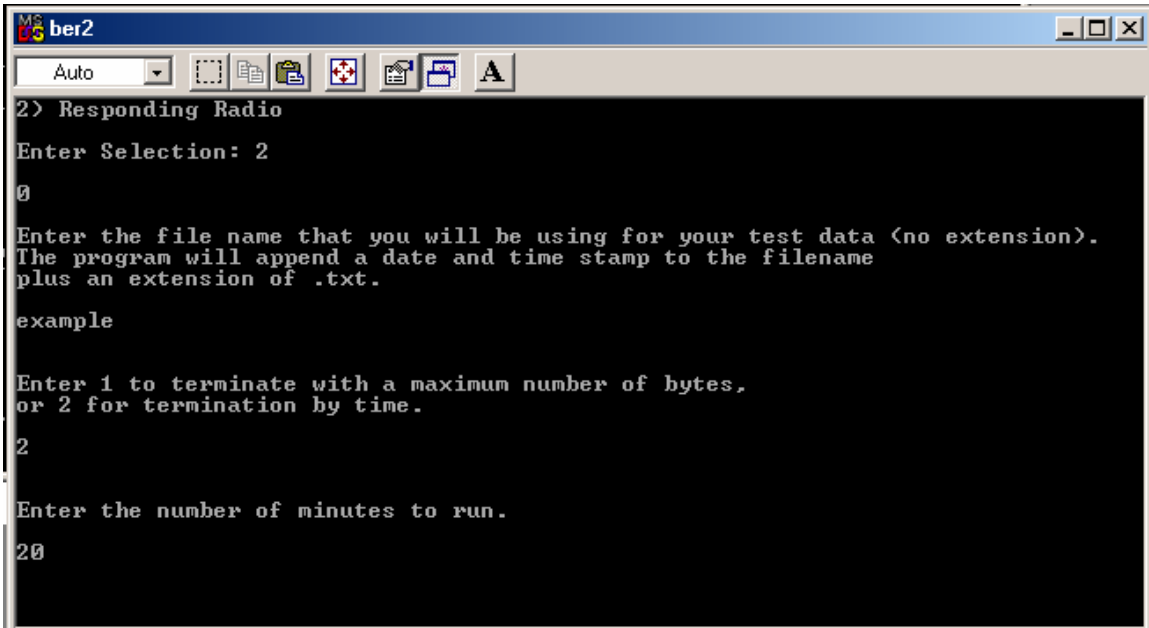 ber2
Auto
A
2) Responding Radio
Enter Selection: 2
0
Enter the file name that you will be using for your test data (no extension).
The program will append a date and time stamp to the filename
plus an extension of .txt.
example
Enter 1 to terminate with a maximum number of bytes,
or 2 for termination by time.
2
Enter the number of minutes to run.
20